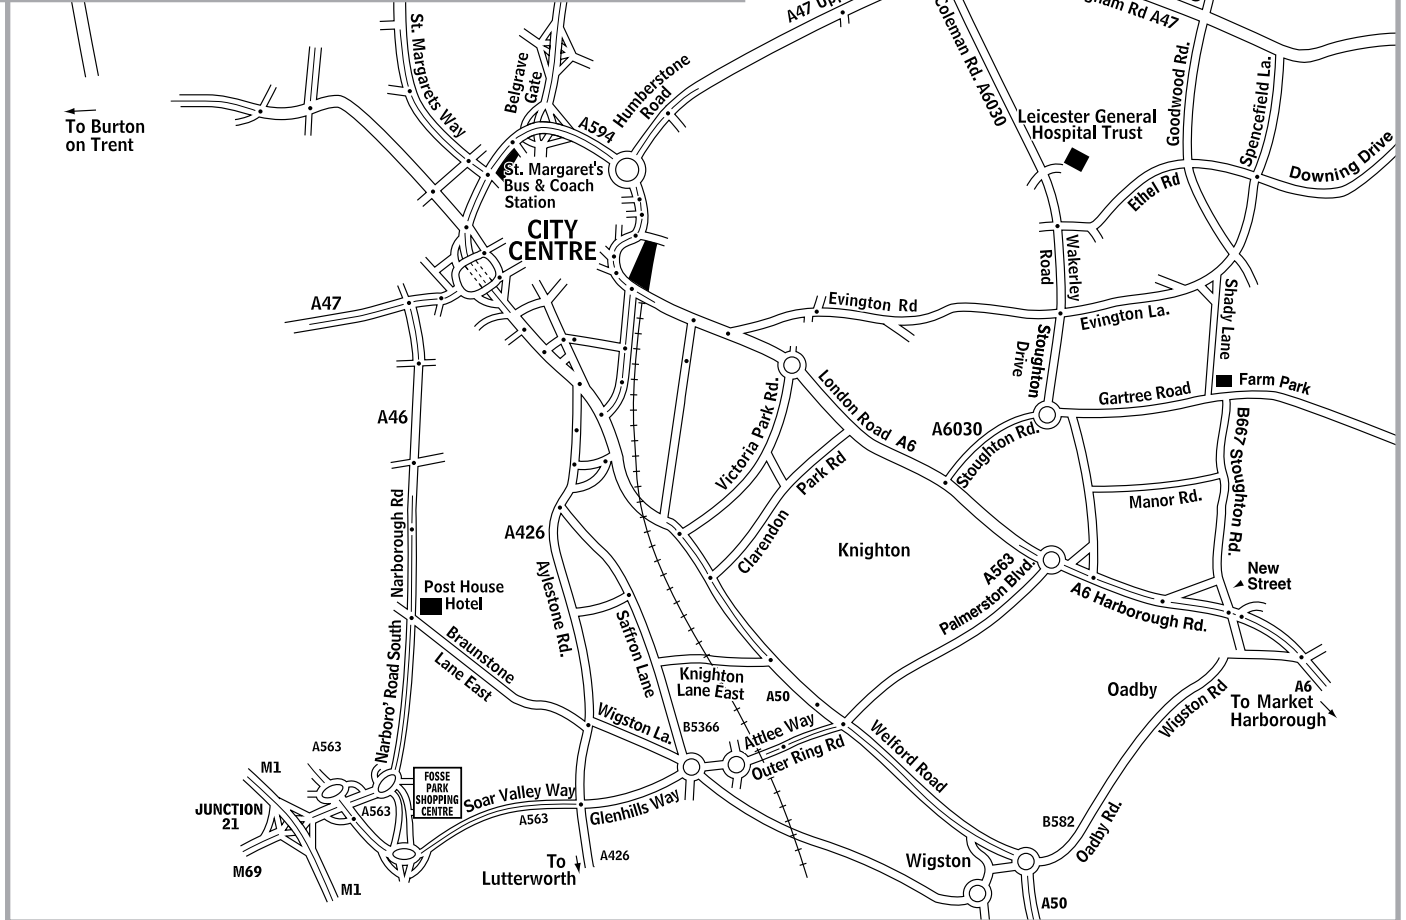 A47
gham Rd A47
Coleman Rd. A6030
St. Margarets Way
Belgrave
Gate
Humberstone
Road
A594
Goodwood Rd.
Spencefield La.
To Burton
on Trent
Leicester General
Hospital Trust
Downing Drive
St. Margaret's
Bus & Coach
Station
Ethel Rd
CITY
CENTRE
Wakerley
Road
A47
Evington Rd
Evington La.
Shady Lane
Stoughton
Drive
Farm Park
Gartree Road
A46
London Road A6
A6030
Stoughton Rd.
Victoria Park Rd.
B667 Stoughton Rd.
Park Rd
Clarendon
Manor Rd.
Narborough Rd
A426
Knighton
A563
Palmerston Blvd.
New
Street
Aylestone Rd.
A6 Harborough Rd.
Post House
Hotel
Braunstone
Lane East
Saffron Lane
Narboro' Road South
Knighton
Lane East
A50
Oadby
A6
To Market
Harborough
Wigston Rd
Wigston La.
B5366
Attlee Way
Outer Ring Rd
Welford Road
A563
M1
FOSSE
PARK
SHOPPING
CENTRE
JUNCTION
21
A563
Soar Valley Way
A563
Glenhills Way
B582
Oadby Rd.
M69
M1
To
Lutterworth
A426
Wigston
A50